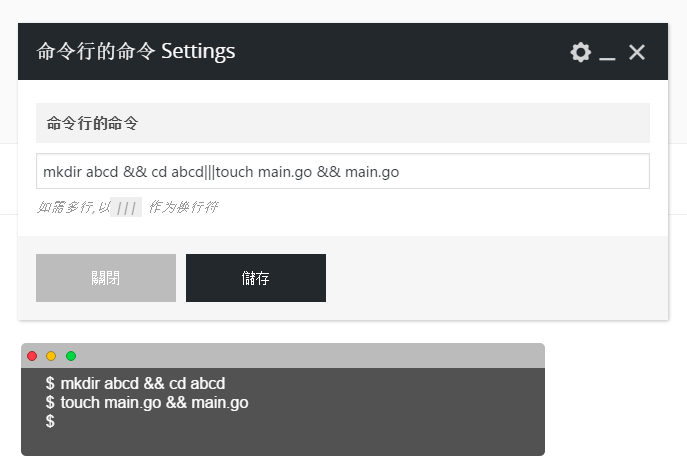 命令行的命令 Settings
命令行的命令
mkdir abcd && cd abcd|||touch main.go && main.go
如需多行,以 ||| 作为换行符
關閉
儲存
$ mkdir abcd && cd abcd
$ touch main.go && main.go
$